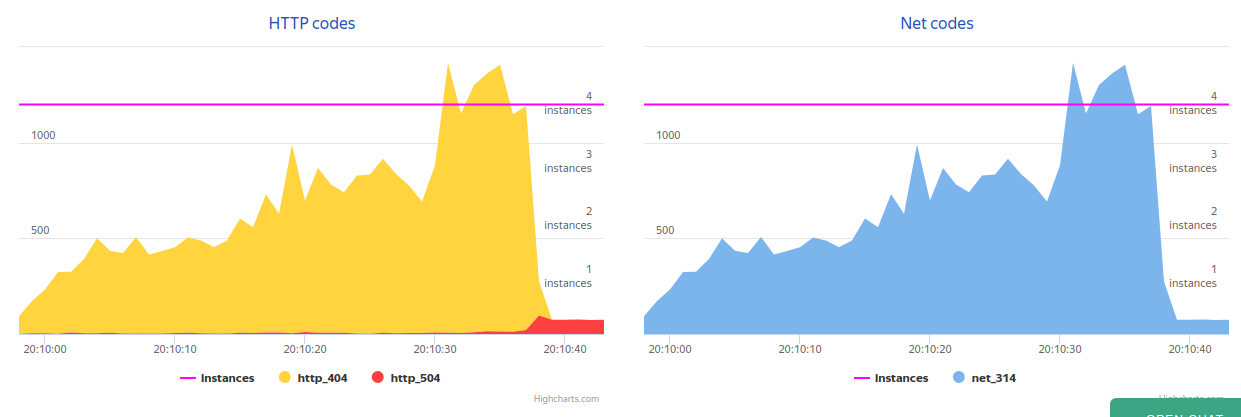 HTTP codes
1000
500
4
instances
3
instances
2
instances
1
instances
20:10:00 20:10:10 20:10:20 20:10:30 20:10:40
Instances http_404 http_504
Highcharts.com
Net codes
1000
500
4
instances
3
instances
2
instances
1
instances
20:10:00 20:10:10 20:10:20 20:10:30 20:10:40
Instances net_314
Highcharts.com
OPEN CHAT